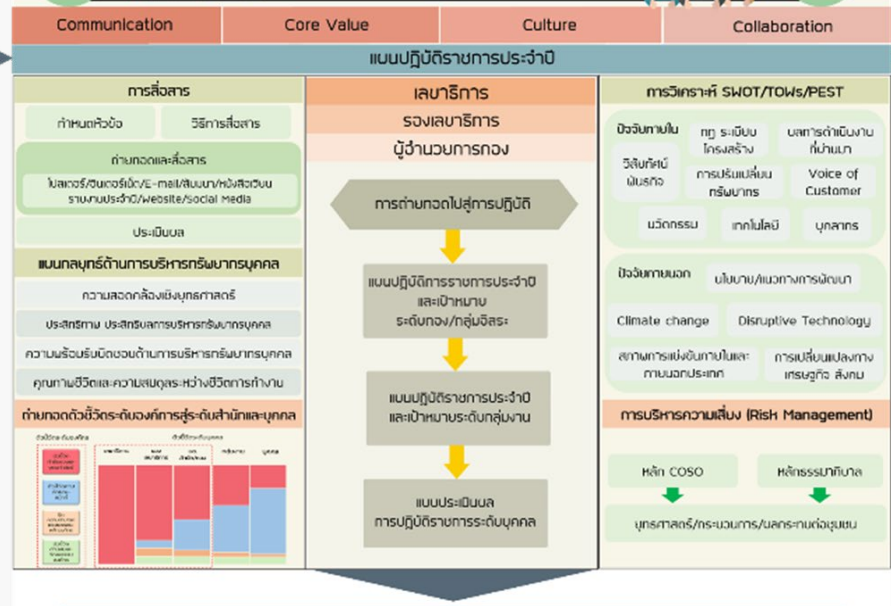 Communication
Core Value
Culture
Collaboration
แผนปฏิบัติราชการประจำปี
การสื่อสาร
กำหนดหัวข้อ
วิธีการสื่อสาร
ถ่ายทอดและสื่อสาร
โปสเตอร์/อินเตอร์เน็ต/E-mail/สัมมนา/หนังสือเวียน
รายงานประจำปี/Website/Social Media
ประเมินผล
แผนกลยุทธ์ด้านการบริหารทรัพยากรบุคคล
ความสอดคล้องเชิงยุทธศาสตร์
ประสิทธิภาพ ประสิทธิผลการบริหารทรัพยากรบุคคล
ความพร้อมรับผิดชอบด้านการบริหารทรัพยากรบุคคล
คุณภาพชีวิตและความสมดุลระหว่างชีวิตการทำงาน
ถ่ายทอดตัวชี้วัดระดับองค์การสู่ระดับสำนักและบุคคล
ตัวชี้วัดระดับองค์กร
ตัวชี้วัดระดับบุคคล
เลขาธิการ
รองเลขาธิการ
ผู้อำนวยการกอง
การถ่ายทอดไปสู่การปฏิบัติ
แผนปฏิบัติการราชการประจำปี
และเป้าหมาย
ระดับกอง/กลุ่มอิสระ
แผนปฏิบัติราชการประจำปี
และเป้าหมายระดับกลุ่มงาน
แบบประเมินผล
การปฏิบัติราชการระดับบุคคล
การวิเคราะห์ SWOT/TOWs/PEST
ปัจจัยภายใน
กฎ ระเบียบ
โครงสร้าง
ผลการดำเนินงาน
ที่ผ่านมา
วิสัยทัศน์
พันธกิจ
การปรับเปลี่ยน
ทรัพยากร
Voice of
Customer
นวัตกรรม
เทคโนโลยี
บุคลากร
ปัจจัยภายนอก
นโยบาย/แนวทางการพัฒนา
Climate change
Disruptive Technology
สภาพการแข่งขันภายในและ
ภายนอกประเทศ
การเปลี่ยนแปลงทาง
เศรษฐกิจ สังคม
การบริหารความเสี่ยง (Risk Management)
หลัก COSO
หลักธรรมาภิบาล
ยุทธศาสตร์/กระบวนการ/ผลกระทบต่อชุมชน